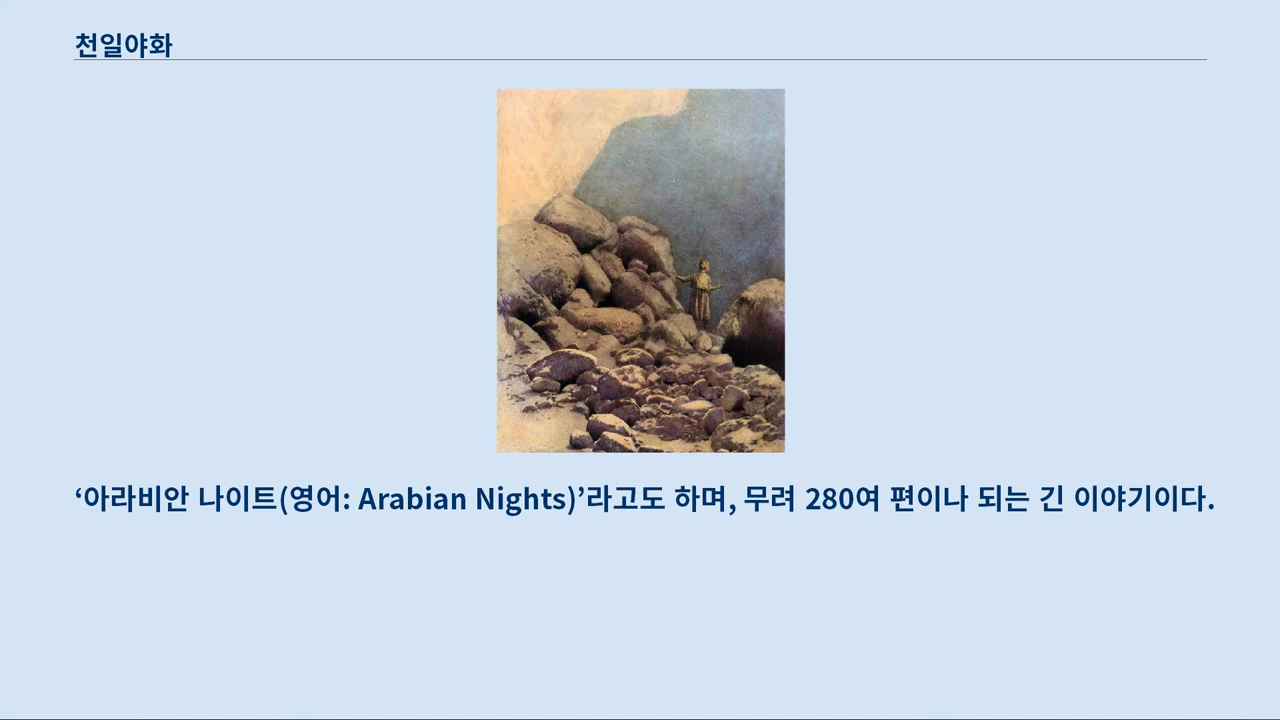 천일야화
‘아라비안 나이트(영어: Arabian Nights)’라고도 하며, 무려 280여 편이나 되는 긴 이야기이다.